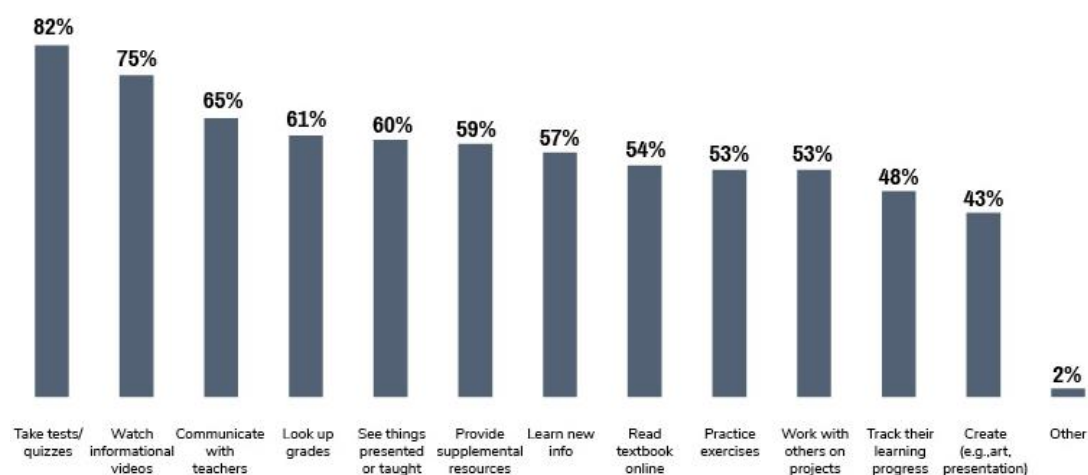 82%
75%
65%
61%
60%
59%
57%
54%
53%
53%
48%
43%
2%
Take tests/
quizzes
Watch
informational
videos
Communicate
with
teachers
Look up
grades
See things
presented
or taught
Provide
supplemental
resources
Learn new
info
Read
textbook
online
Practice
exercises
Work with
others on
projects
Track their
learning
progress
Create
(e.g.,art,
presentation)
Other